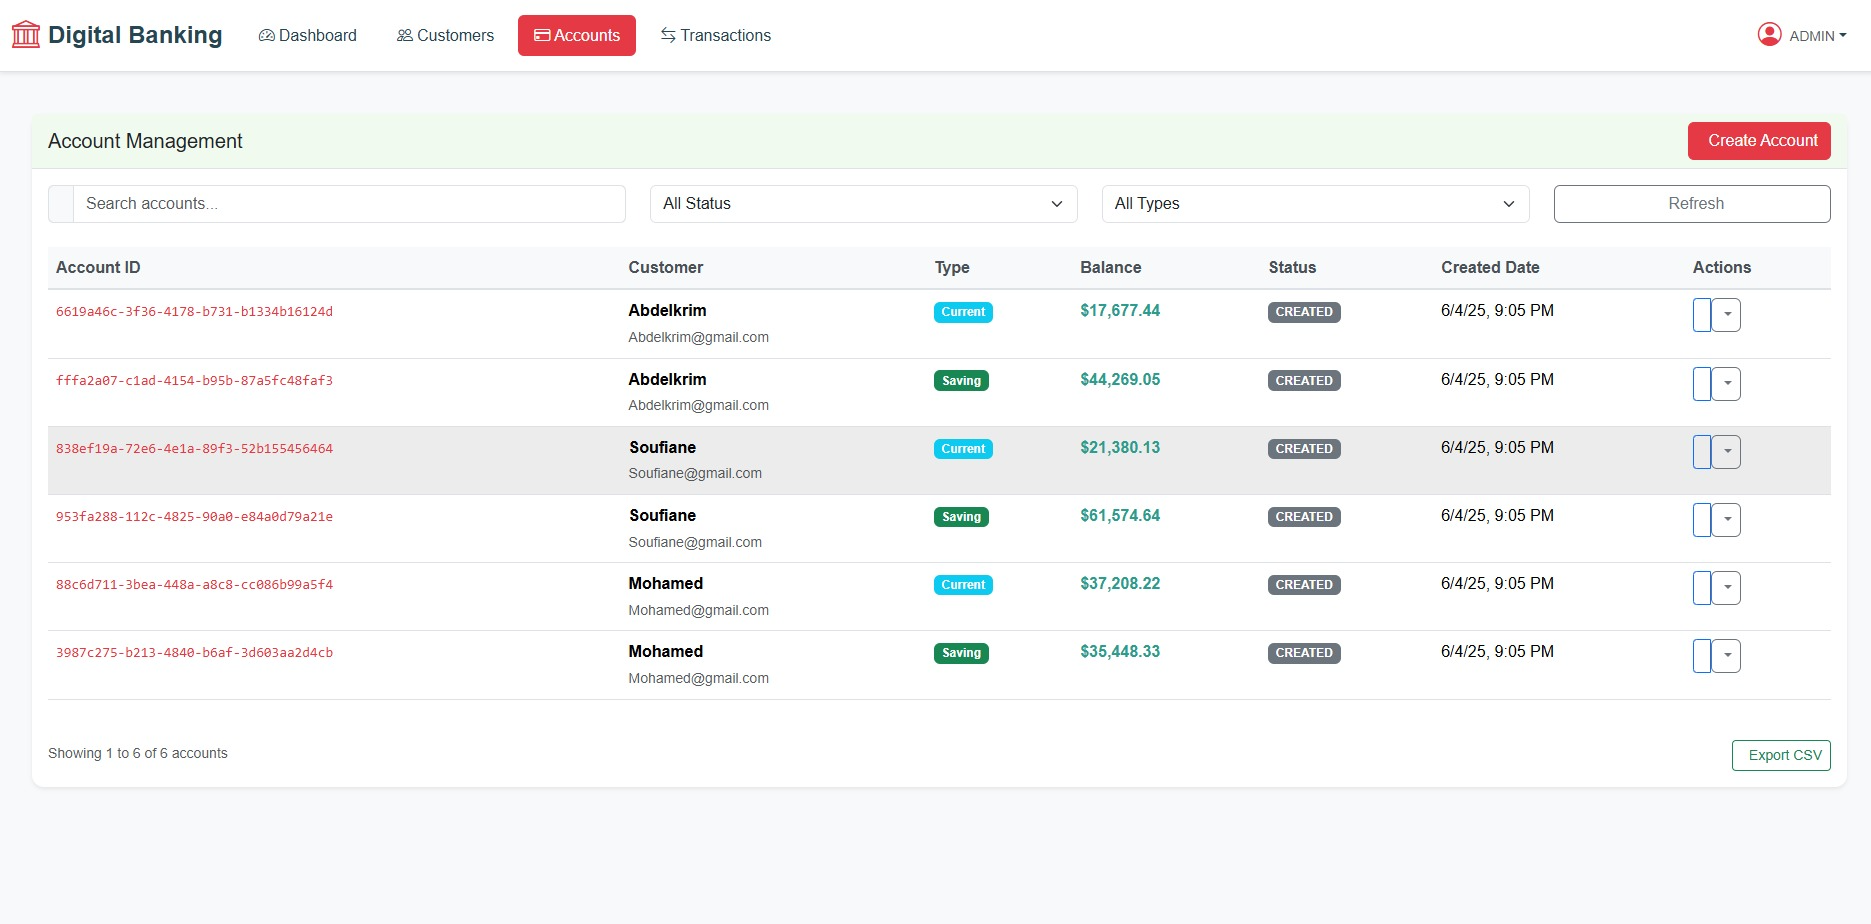 Digital Banking Dashboard Customers Accounts Transactions ADMIN
Account Management Create Account
Search accounts... All Status All Types Refresh
Account ID Customer Type Balance Status Created Date Actions
6619a46c-3f36-4178-b731-b1334b16124d Abdelkrim Current $17,677.44 CREATED 6/4/25, 9:05 PM
Abdelkrim@gmail.com
fffa2a07-c1ad-4154-b95b-87a5fc48faf3 Abdelkrim Saving $44,269.05 CREATED 6/4/25, 9:05 PM
Abdelkrim@gmail.com
838ef19a-72e6-4e1a-89f3-52b155456464 Soufiane Current $21,380.13 CREATED 6/4/25, 9:05 PM
Soufiane@gmail.com
953fa288-112c-4825-90a0-e84a0d79a21e Soufiane Saving $61,574.64 CREATED 6/4/25, 9:05 PM
Soufiane@gmail.com
88c6d711-3bea-448a-a8c8-cc086b99a5f4 Mohamed Current $37,208.22 CREATED 6/4/25, 9:05 PM
Mohamed@gmail.com
3987c275-b213-4840-b6af-3d603aa2d4cb Mohamed Saving $35,448.33 CREATED 6/4/25, 9:05 PM
Mohamed@gmail.com
Showing 1 to 6 of 6 accounts Export CSV